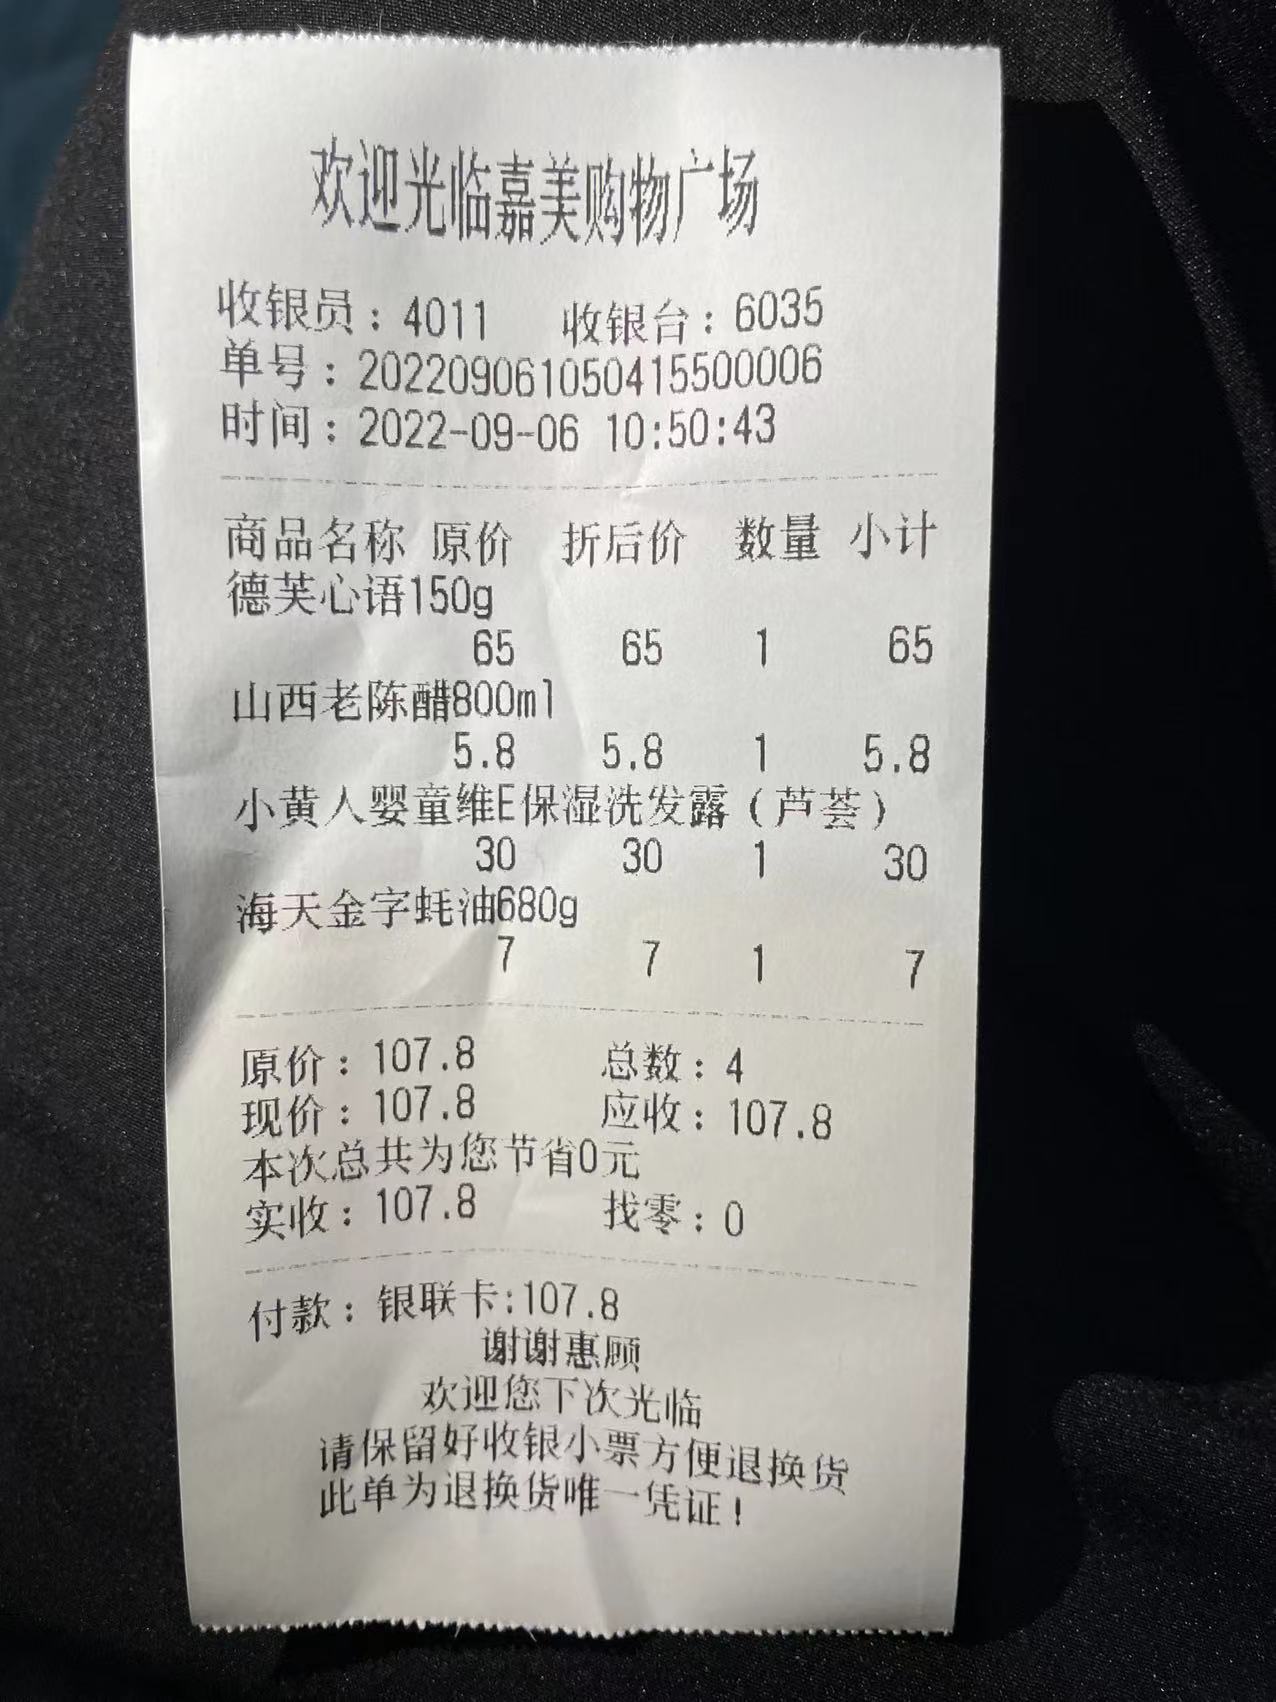 欢迎光临嘉美购物广场
收银员：4011 收银台：6035
单号：2022090610504155​00006
时间：2022-09-06 10:50:43
商品名称 原价 折后价 数量 小计
德芙心语150g
65 65 1 65
山西老陈醋800ml
5.8 5.8 1 5.8
小黄人婴童维E保湿洗发露（芦荟）
30 30 1 30
海天金字蚝油680g
7 7 1 7
原价：107.8 总数：4
现价：107.8 应收：107.8
本次总共为您节省0元
实收：107.8 找零：0
付款：银联卡:107.8
谢谢惠顾
欢迎您下次光临
请保留好收银小票方便退换货
此单为退换货唯一凭证！